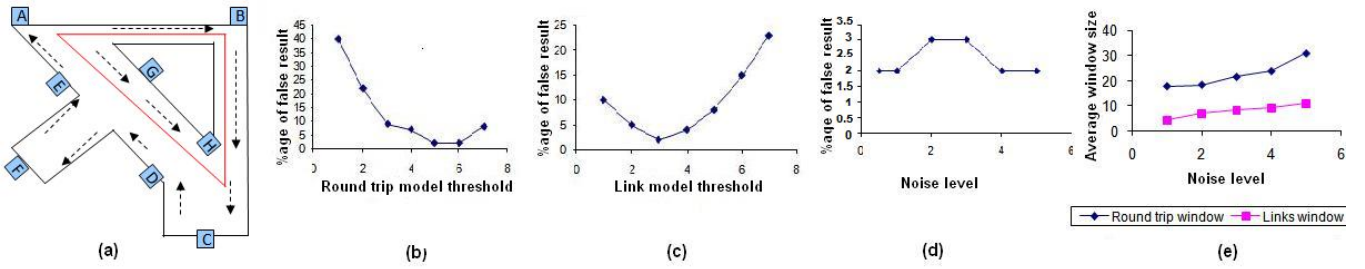 A
B
G
E
H
F
D
C
(a)
%age of false result
45
40
35
30
25
20
15
10
5
0
0 2 4 6 8
Round trip model threshold
(b)
%age of false result
25
20
15
10
5
0
0 2 4 6 8
Link model threshold
(c)
%age of false result
3.5
3
2.5
2
1.5
1
0.5
0
0 2 4 6
Noise level
(d)
Average window size
40
30
20
10
0
0 2 4 6
Noise level
Round trip window Links window
(e)